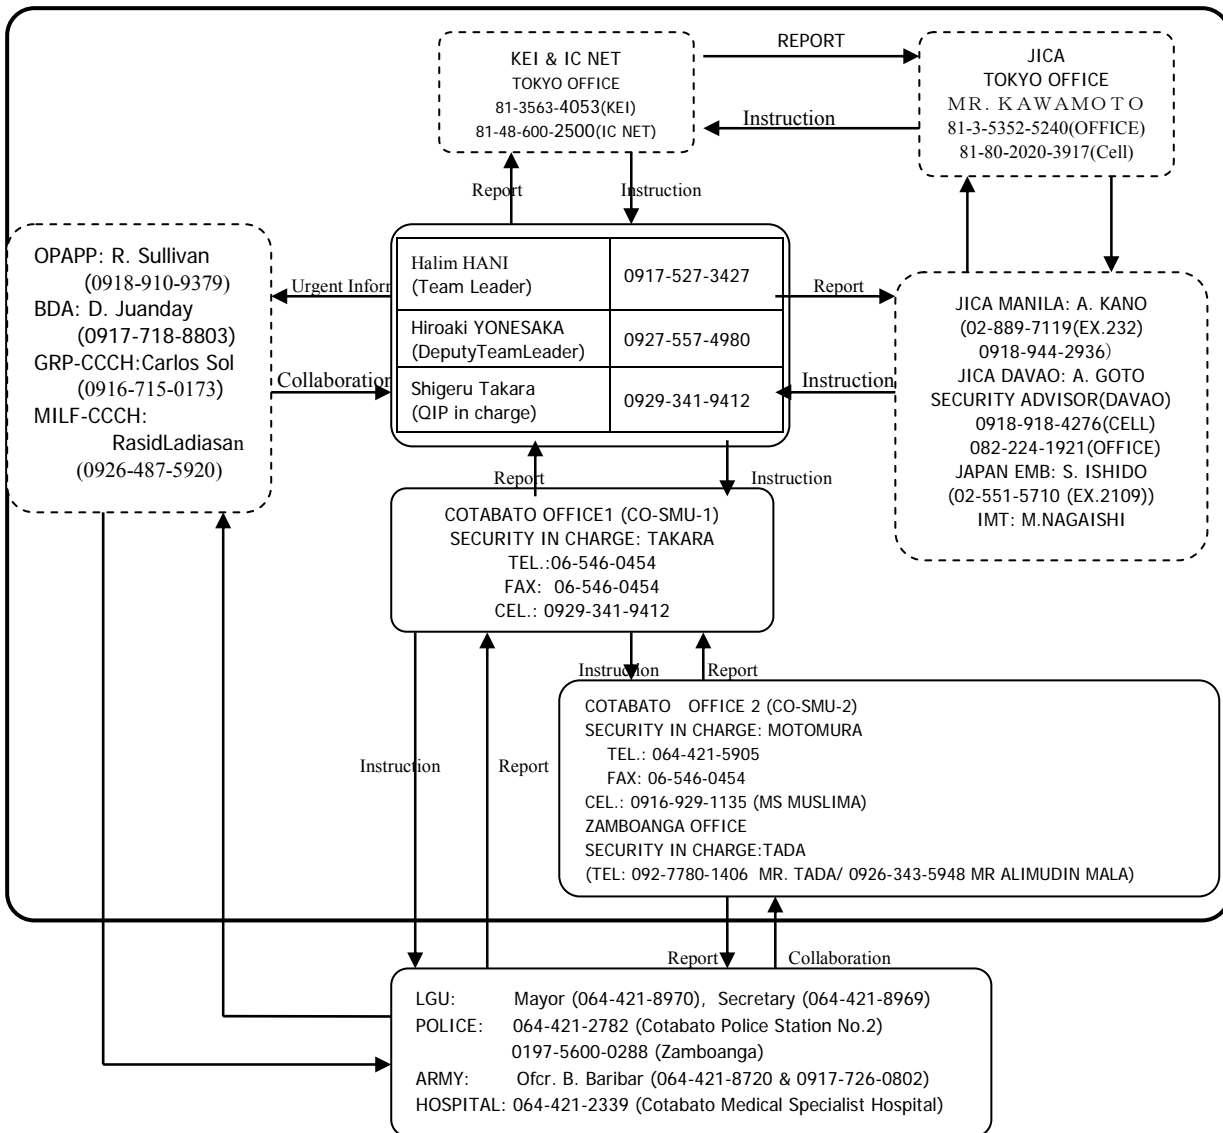 REPORT
KEI & IC NET
TOKYO OFFICE
81-3563-4053(KEI)
81-48-600-2500(IC NET)
JICA
TOKYO OFFICE
MR. KAWAMOTO
81-3-5352-5240(OFFICE)
81-80-2020-3917(Cell)
Instruction
Report
Instruction
OPAPP: R. Sullivan
(0918-910-9379)
BDA: D. Juanday
(0917-718-8803)
GRP-CCCH:Carlos Sol
(0916-715-0173)
MILF-CCCH:
RasidLadiasan
(0926-487-5920)
Urgent Inform
Collaboration
Halim HANI
(Team Leader)
0917-527-3427
Hiroaki YONESAKA
(DeputyTeamLeader)
0927-557-4980
Shigeru Takara
(QIP in charge)
0929-341-9412
Report
Instruction
JICA MANILA: A. KANO
(02-889-7119(EX.232)
0918-944-2936)
JICA DAVAO: A. GOTO
SECURITY ADVISOR(DAVAO)
0918-918-4276(CELL)
082-224-1921(OFFICE)
JAPAN EMB: S. ISHIDO
(02-551-5710 (EX.2109))
IMT: M.NAGAISHI
Report
Instruction
COTABATO OFFICE1 (CO-SMU-1)
SECURITY IN CHARGE: TAKARA
TEL.:06-546-0454
FAX: 06-546-0454
CEL.: 0929-341-9412
Instruction
Report
COTABATO OFFICE 2 (CO-SMU-2)
SECURITY IN CHARGE: MOTOMURA
TEL.: 064-421-5905
FAX: 06-546-0454
CEL.: 0916-929-1135 (MS MUSLIMA)
ZAMBOANGA OFFICE
SECURITY IN CHARGE:TADA
(TEL: 092-7780-1406 MR. TADA/ 0926-343-5948 MR ALIMUDIN MALA)
Instruction
Report
Report
Collaboration
LGU: Mayor (064-421-8970), Secretary (064-421-8969)
POLICE: 064-421-2782 (Cotabato Police Station No.2)
0197-5600-0288 (Zamboanga)
ARMY: Ofcr. B. Baribar (064-421-8720 & 0917-726-0802)
HOSPITAL: 064-421-2339 (Cotabato Medical Specialist Hospital)